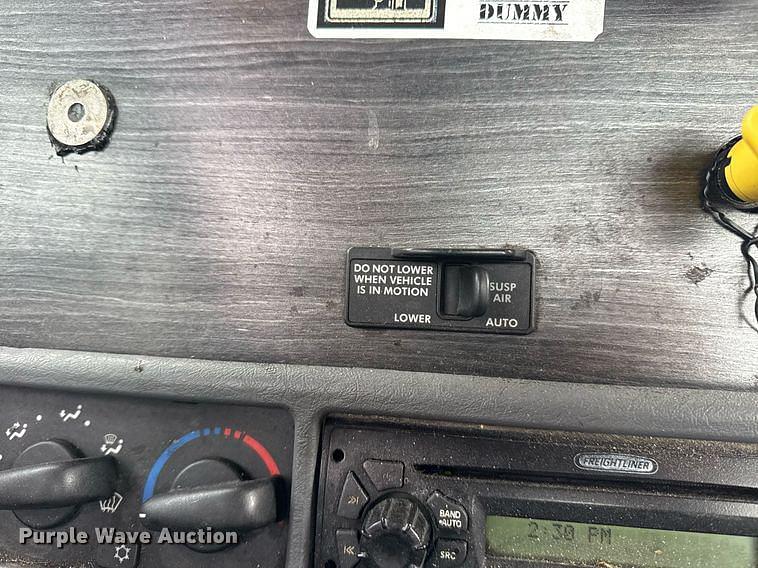 DUMMY
DO NOT LOWER
WHEN VEHICLE
IS IN MOTION
SUSP
AIR
LOWER
AUTO
FREIGHTLINER
BAND
•AUTO
SRC
2:30 PM
Purple Wave Auction